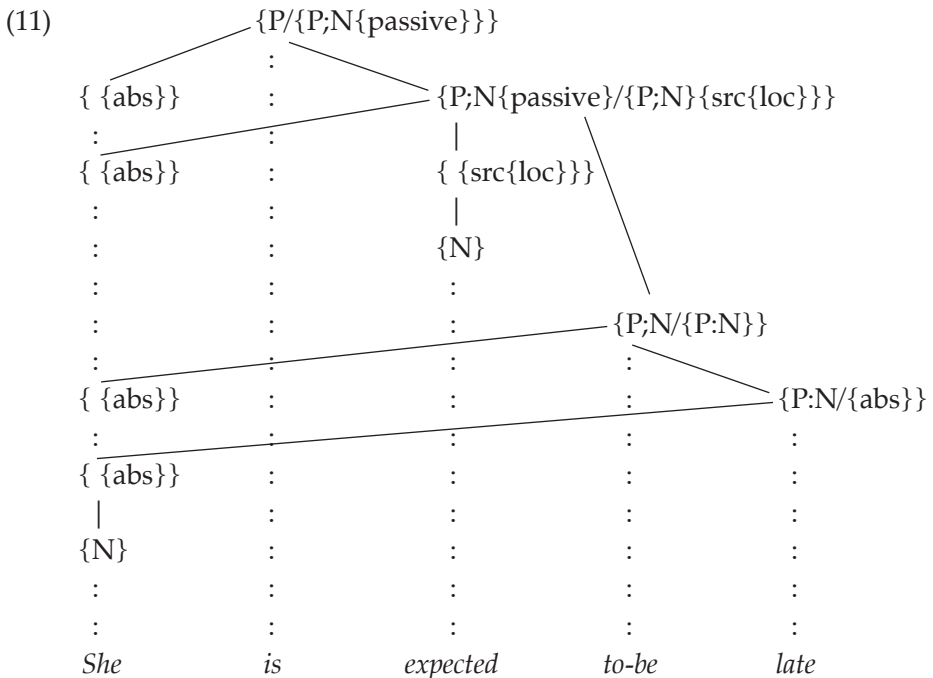 (11) {P/{P;N{passive}}}
:
{ {abs}} : {P;N{passive}/{P;N}{src{loc}}}
: : |
{ {abs}} : { {src{loc}}}
: : |
: : {N}
: : :
: : : {P;N/{P:N}}
: : : :
{ {abs}} : : : {P:N/{abs}}
: : : : :
{ {abs}} : : : :
| : : : :
{N} : : : :
: : : : :
: : : : :
She is expected to-be late